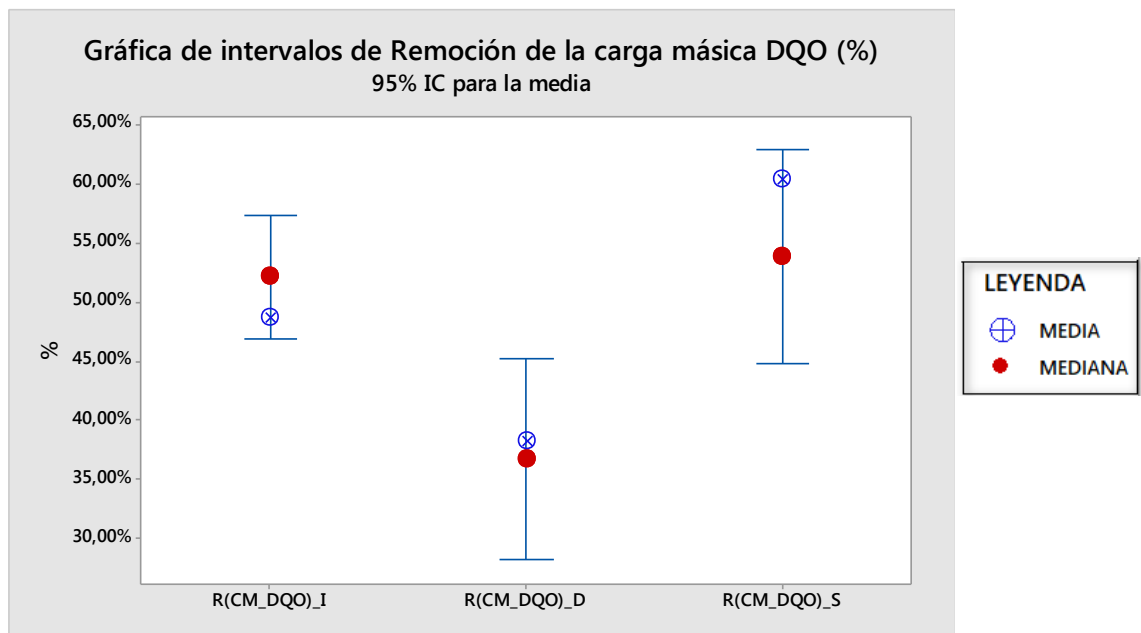 Gráfica de intervalos de Remoción de la carga másica DQO (%)
95% IC para la media
65,00%
60,00%
55,00%
50,00%
45,00%
40,00%
35,00%
30,00%
%
R(CM_DQO)_I
R(CM_DQO)_D
R(CM_DQO)_S
LEYENDA
MEDIA
MEDIANA